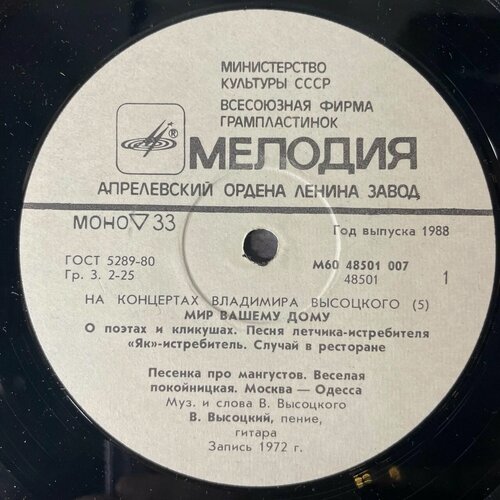 МИНИСТЕРСТВО
КУЛЬТУРЫ СССР
ВСЕСОЮЗНАЯ ФИРМА
ГРАМПЛАСТИНОК
®
МЕЛОДИЯ
АПРЕЛЕВСКИЙ ОРДЕНА ЛЕНИНА ЗАВОД
МОНО ▽ 33
Год выпуска 1988
ГОСТ 5289-80
Гр. 3. 2-25
М60 48501 007
48501
1
НА КОНЦЕРТАХ ВЛАДИМИРА ВЫСОЦКОГО (5)
МИР ВАШЕМУ ДОМУ
О поэтах и кликушах. Песня летчика-истребителя
«Як»-истребитель. Случай в ресторане
Песенка про мангустов. Веселая
покойницкая. Москва — Одесса
Муз. и слова В. Высоцкого
В. Высоцкий, пение,
гитара
Запись 1972 г.